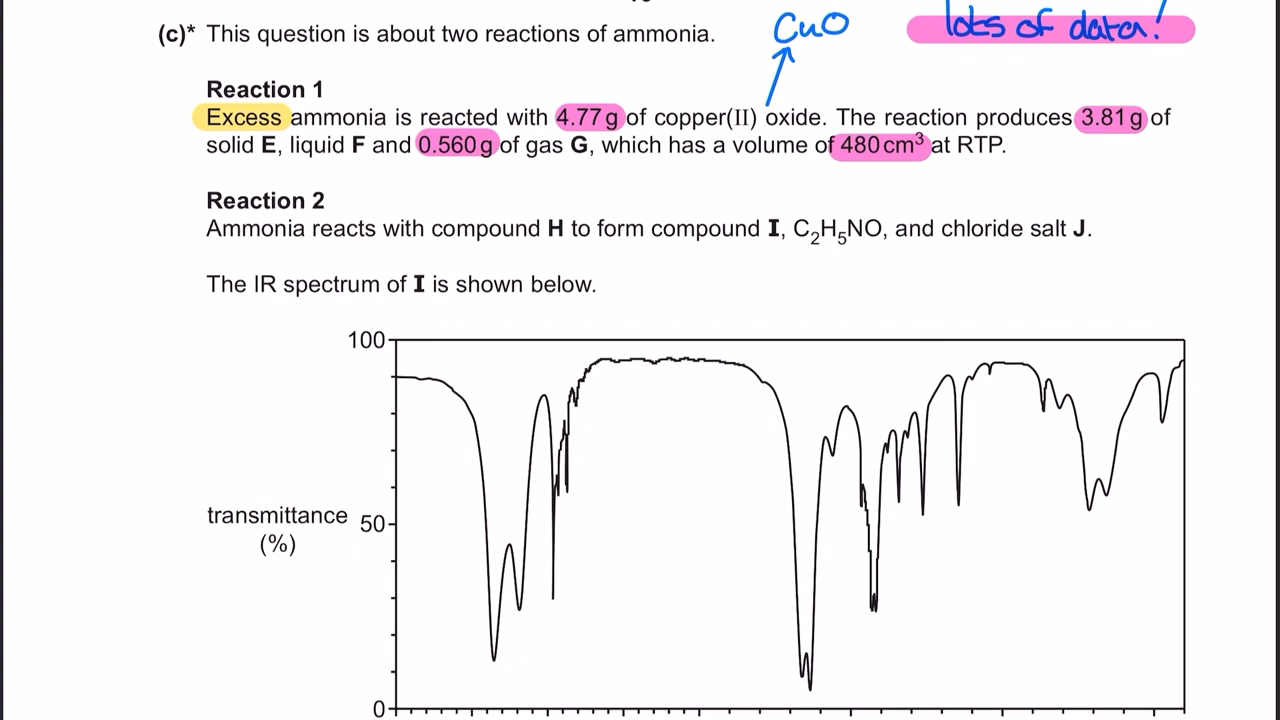 CuO
lots of data!
(c)* This question is about two reactions of ammonia.
Reaction 1
Excess ammonia is reacted with 4.77 g of copper(II) oxide. The reaction produces 3.81 g of
solid E, liquid F and 0.560 g of gas G, which has a volume of 480 cm³ at RTP.
Reaction 2
Ammonia reacts with compound H to form compound I, C₂H₅NO, and chloride salt J.
The IR spectrum of I is shown below.
100
transmittance 50
(%)
0